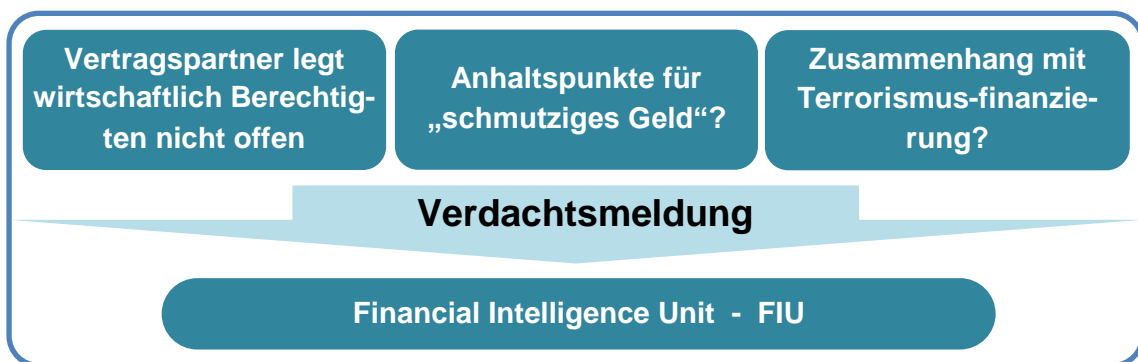 Vertragspartner legt
wirtschaftlich Berechtig-
ten nicht offen
Anhaltspunkte für
„schmutziges Geld“?
Zusammenhang mit
Terrorismus-finanzie-
rung?
Verdachtsmeldung
Financial Intelligence Unit - FIU